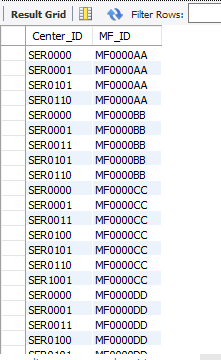 Result Grid Filter Rows:
Center_ID MF_ID
SER0000 MF0000AA
SER0001 MF0000AA
SER0101 MF0000AA
SER0110 MF0000AA
SER0000 MF0000BB
SER0001 MF0000BB
SER0011 MF0000BB
SER0101 MF0000BB
SER0110 MF0000BB
SER0000 MF0000CC
SER0001 MF0000CC
SER0011 MF0000CC
SER0100 MF0000CC
SER0101 MF0000CC
SER0110 MF0000CC
SER1001 MF0000CC
SER0000 MF0000DD
SER0001 MF0000DD
SER0011 MF0000DD
SER0100 MF0000DD
SER0101 MF0000DD